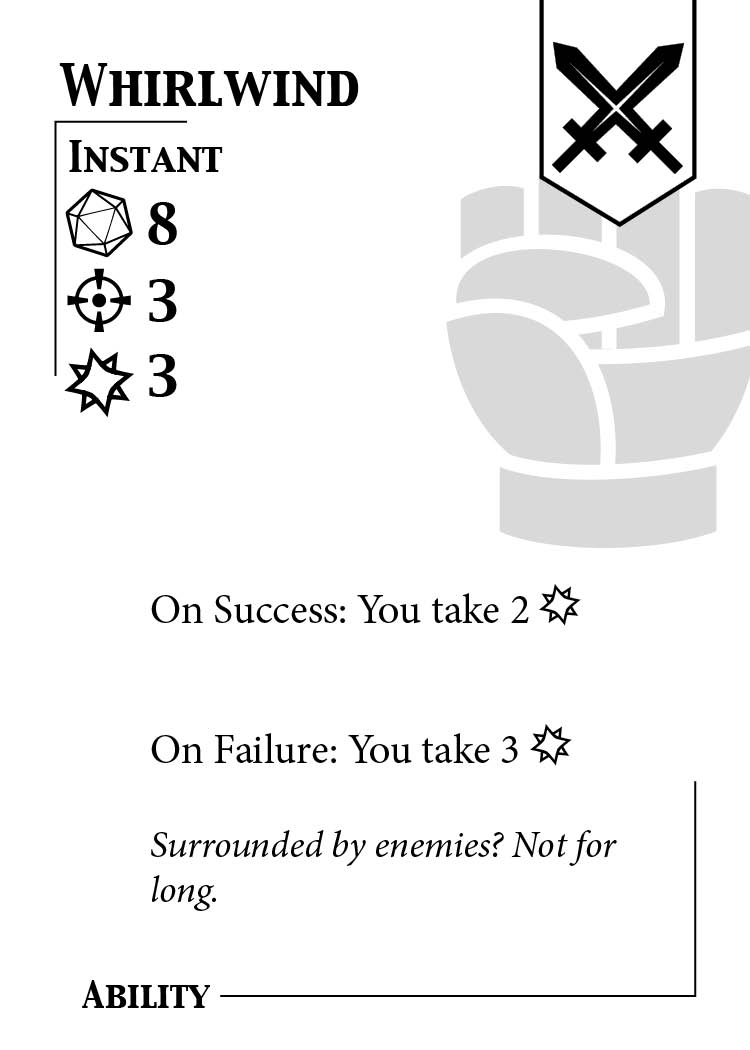 Whirlwind
Instant
8
3
3
On Success: You take 2
On Failure: You take 3
Surrounded by enemies? Not for
long.
Ability